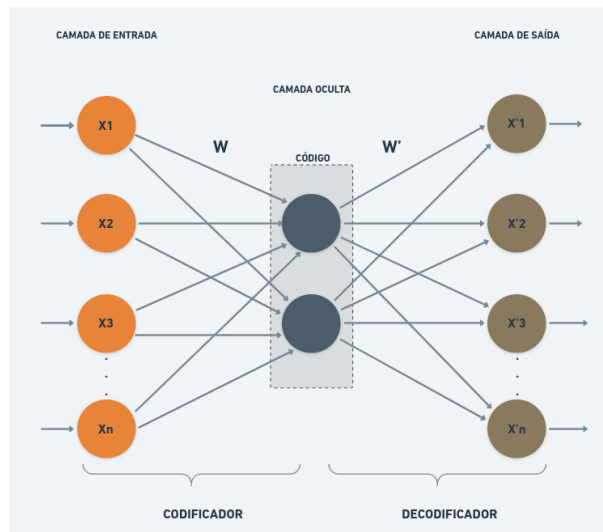 CAMADA DE ENTRADA
CAMADA DE SAÍDA
CAMADA OCULTA
X1
W
CÓDIGO
W'
X'1
X2
X'2
X3
X'3
Xn
X'n
CODIFICADOR
DECODIFICADOR